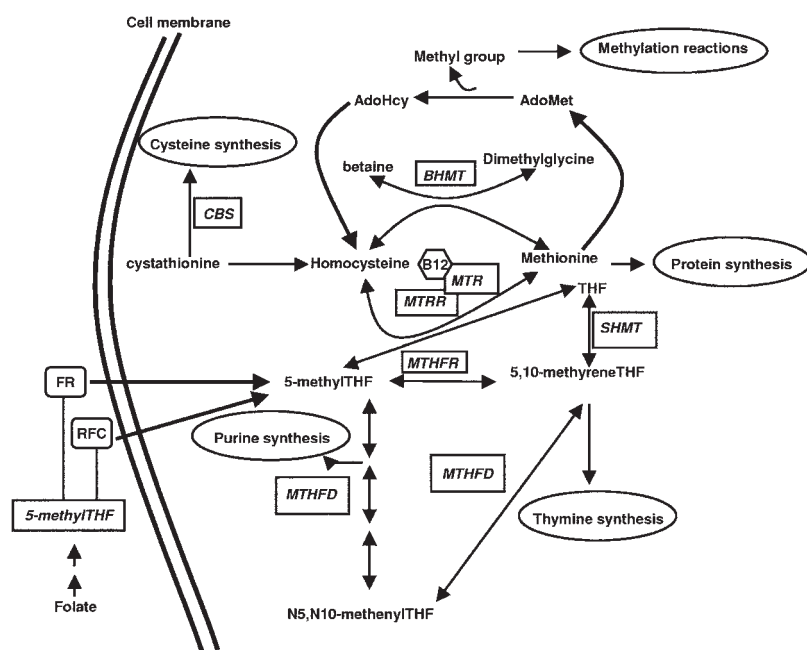 Cell membrane
Methyl group
Methylation reactions
AdoHcy
AdoMet
Cysteine synthesis
betaine
BHMT
Dimethylglycine
CBS
cystathionine
Homocysteine
B12
MTR
MTRR
Methionine
Protein synthesis
THF
SHMT
5-methylTHF
MTHFR
5,10-methyreneTHF
FR
RFC
Purine synthesis
MTHFD
MTHFD
5-methylTHF
Thymine synthesis
Folate
N5,N10-methenylTHF